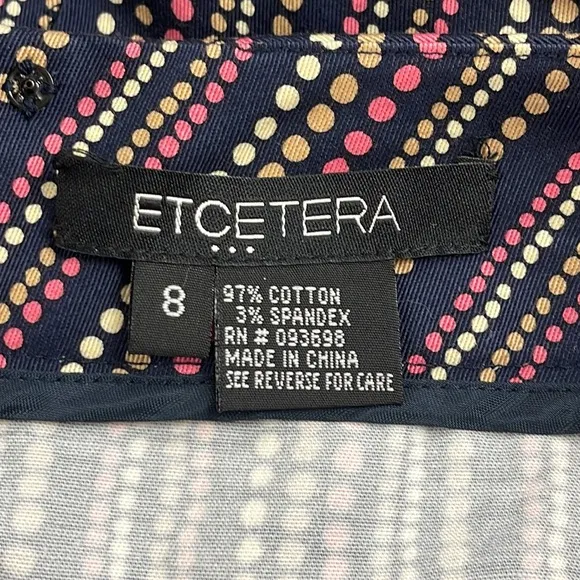 ETCETERA
...
8
97% COTTON
3% SPANDEX
RN # 093698
MADE IN CHINA
SEE REVERSE FOR CARE